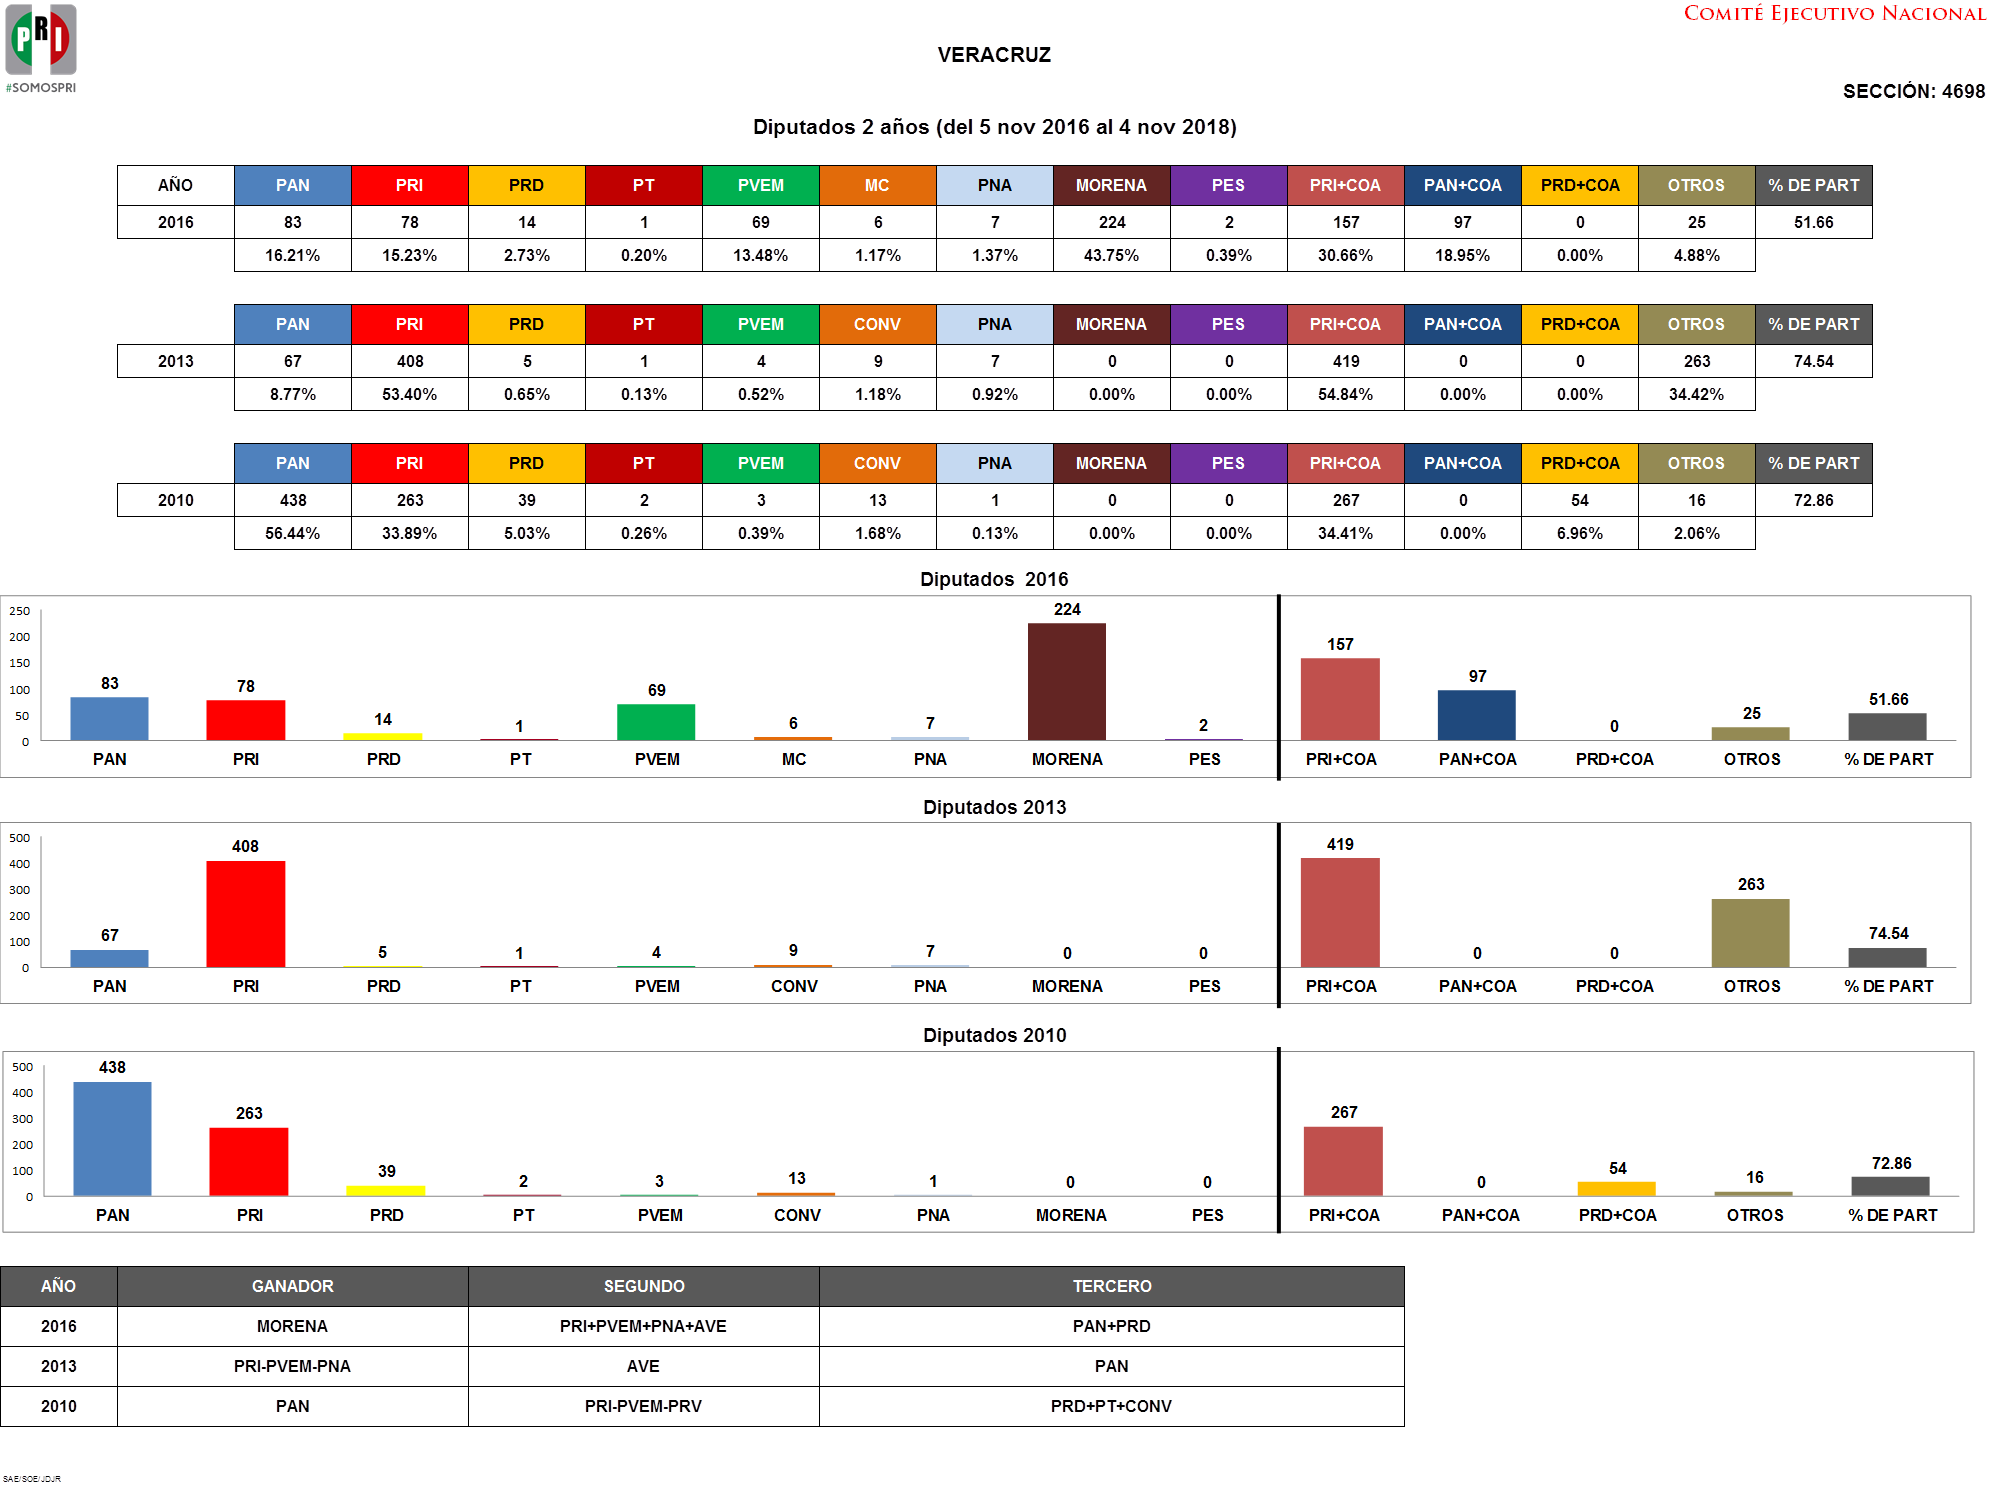 COMITÉ EJECUTIVO NACIONAL
PRI
#SOMOSPRI
VERACRUZ
SECCIÓN: 4698
Diputados 2 años (del 5 nov 2016 al 4 nov 2018)
AÑO PAN PRI PRD PT PVEM MC PNA MORENA PES PRI+COA PAN+COA PRD+COA OTROS % DE PART
2016 83 78 14 1 69 6 7 224 2 157 97 0 25 51.66
16.21% 15.23% 2.73% 0.20% 13.48% 1.17% 1.37% 43.75% 0.39% 30.66% 18.95% 0.00% 4.88%
PAN PRI PRD PT PVEM CONV PNA MORENA PES PRI+COA PAN+COA PRD+COA OTROS % DE PART
2013 67 408 5 1 4 9 7 0 0 419 0 0 263 74.54
8.77% 53.40% 0.65% 0.13% 0.52% 1.18% 0.92% 0.00% 0.00% 54.84% 0.00% 0.00% 34.42%
PAN PRI PRD PT PVEM CONV PNA MORENA PES PRI+COA PAN+COA PRD+COA OTROS % DE PART
2010 438 263 39 2 3 13 1 0 0 267 0 54 16 72.86
56.44% 33.89% 5.03% 0.26% 0.39% 1.68% 0.13% 0.00% 0.00% 34.41% 0.00% 6.96% 2.06%
Diputados 2016
250
200
150
100
50
0
83 78 14 1 69 6 7 224 2 157 97 0 25 51.66
PAN PRI PRD PT PVEM MC PNA MORENA PES PRI+COA PAN+COA PRD+COA OTROS % DE PART
Diputados 2013
500
400
300
200
100
0
67 408 5 1 4 9 7 0 0 419 0 0 263 74.54
PAN PRI PRD PT PVEM CONV PNA MORENA PES PRI+COA PAN+COA PRD+COA OTROS % DE PART
Diputados 2010
500
400
300
200
100
0
438 263 39 2 3 13 1 0 0 267 0 54 16 72.86
PAN PRI PRD PT PVEM CONV PNA MORENA PES PRI+COA PAN+COA PRD+COA OTROS % DE PART
AÑO GANADOR SEGUNDO TERCERO
2016 MORENA PRI+PVEM+PNA+AVE PAN+PRD
2013 PRI-PVEM-PNA AVE PAN
2010 PAN PRI-PVEM-PRV PRD+PT+CONV
SAE/SOE/JDJR